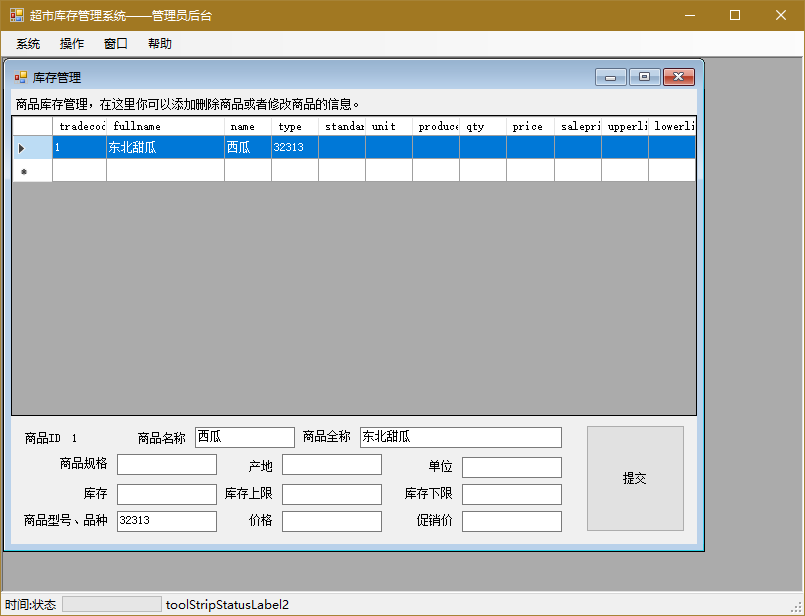 超市库存管理系统——管理员后台
系统 操作 窗口 帮助
库存管理
商品库存管理，在这里你可以添加删除商品或者修改商品的信息。
tradecod fullname name type standar unit produce qty price salepri upperli lowerli
1 东北甜瓜 西瓜 32313
商品ID 1 商品名称 西瓜 商品全称 东北甜瓜
商品规格 产地 单位
库存 库存上限 库存下限
商品型号、品种 32313 价格 促销价
提交
时间:状态 toolStripStatusLabel2